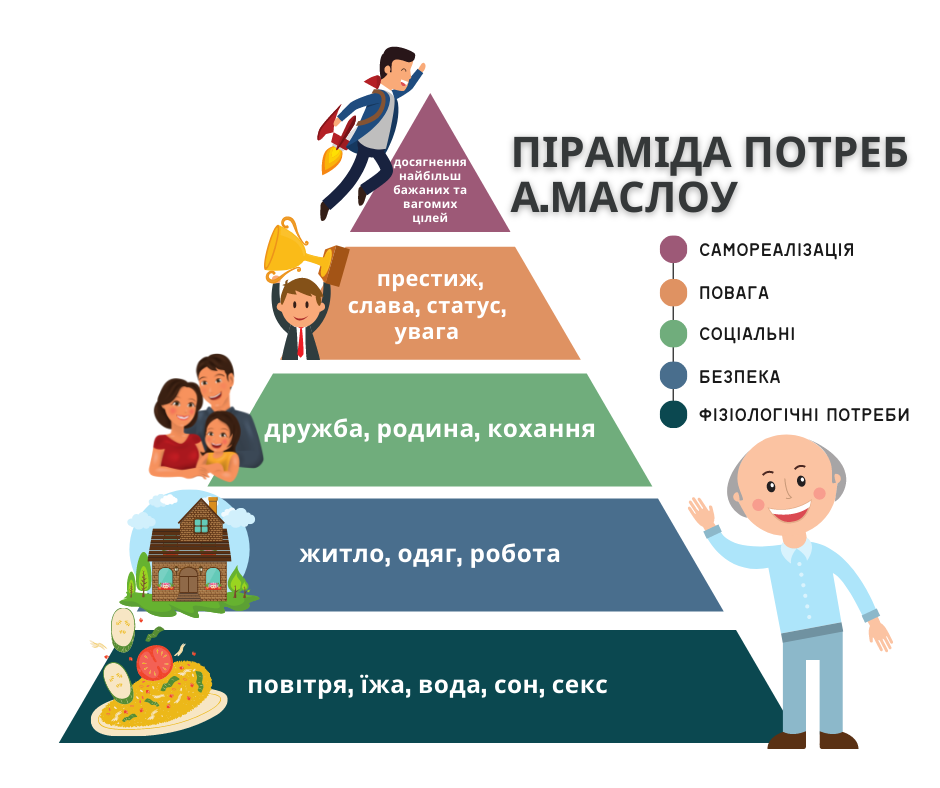 ПІРАМІДА ПОТРЕБ
А.МАСЛОУ
досягнення
найбільш
бажаних та
вагомих
цілей
престиж,
слава, статус,
увага
дружба, родина, кохання
житло, одяг, робота
повітря, їжа, вода, сон, секс
САМОРЕАЛІЗАЦІЯ
ПОВАГА
СОЦІАЛЬНІ
БЕЗПЕКА
ФІЗІОЛОГІЧНІ ПОТРЕБИ